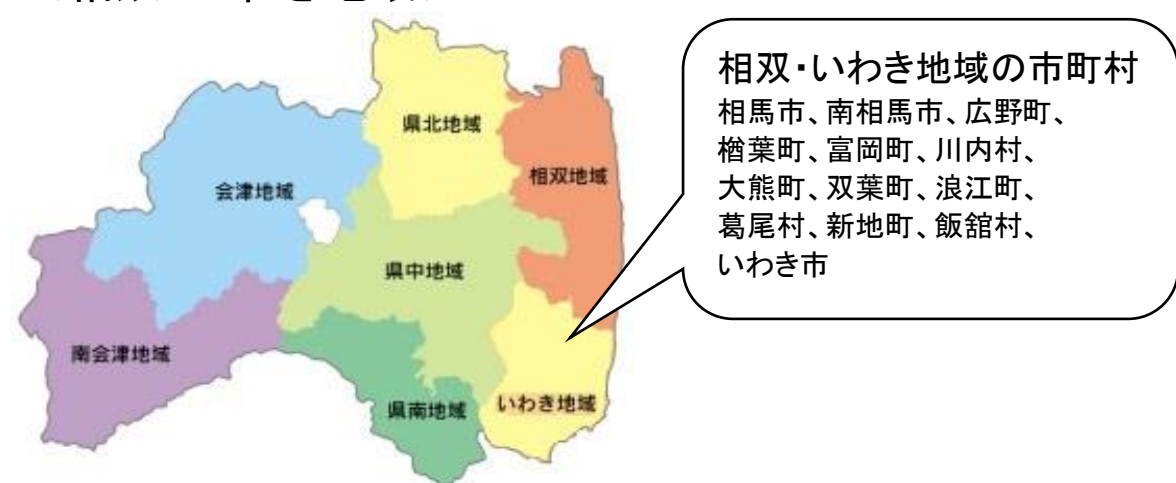 県北地域
相双地域
会津地域
県中地域
南会津地域
県南地域
いわき地域
相双・いわき地域の市町村
相馬市、南相馬市、広野町、
楢葉町、富岡町、川内村、
大熊町、双葉町、浪江町、
葛尾村、新地町、飯舘村、
いわき市